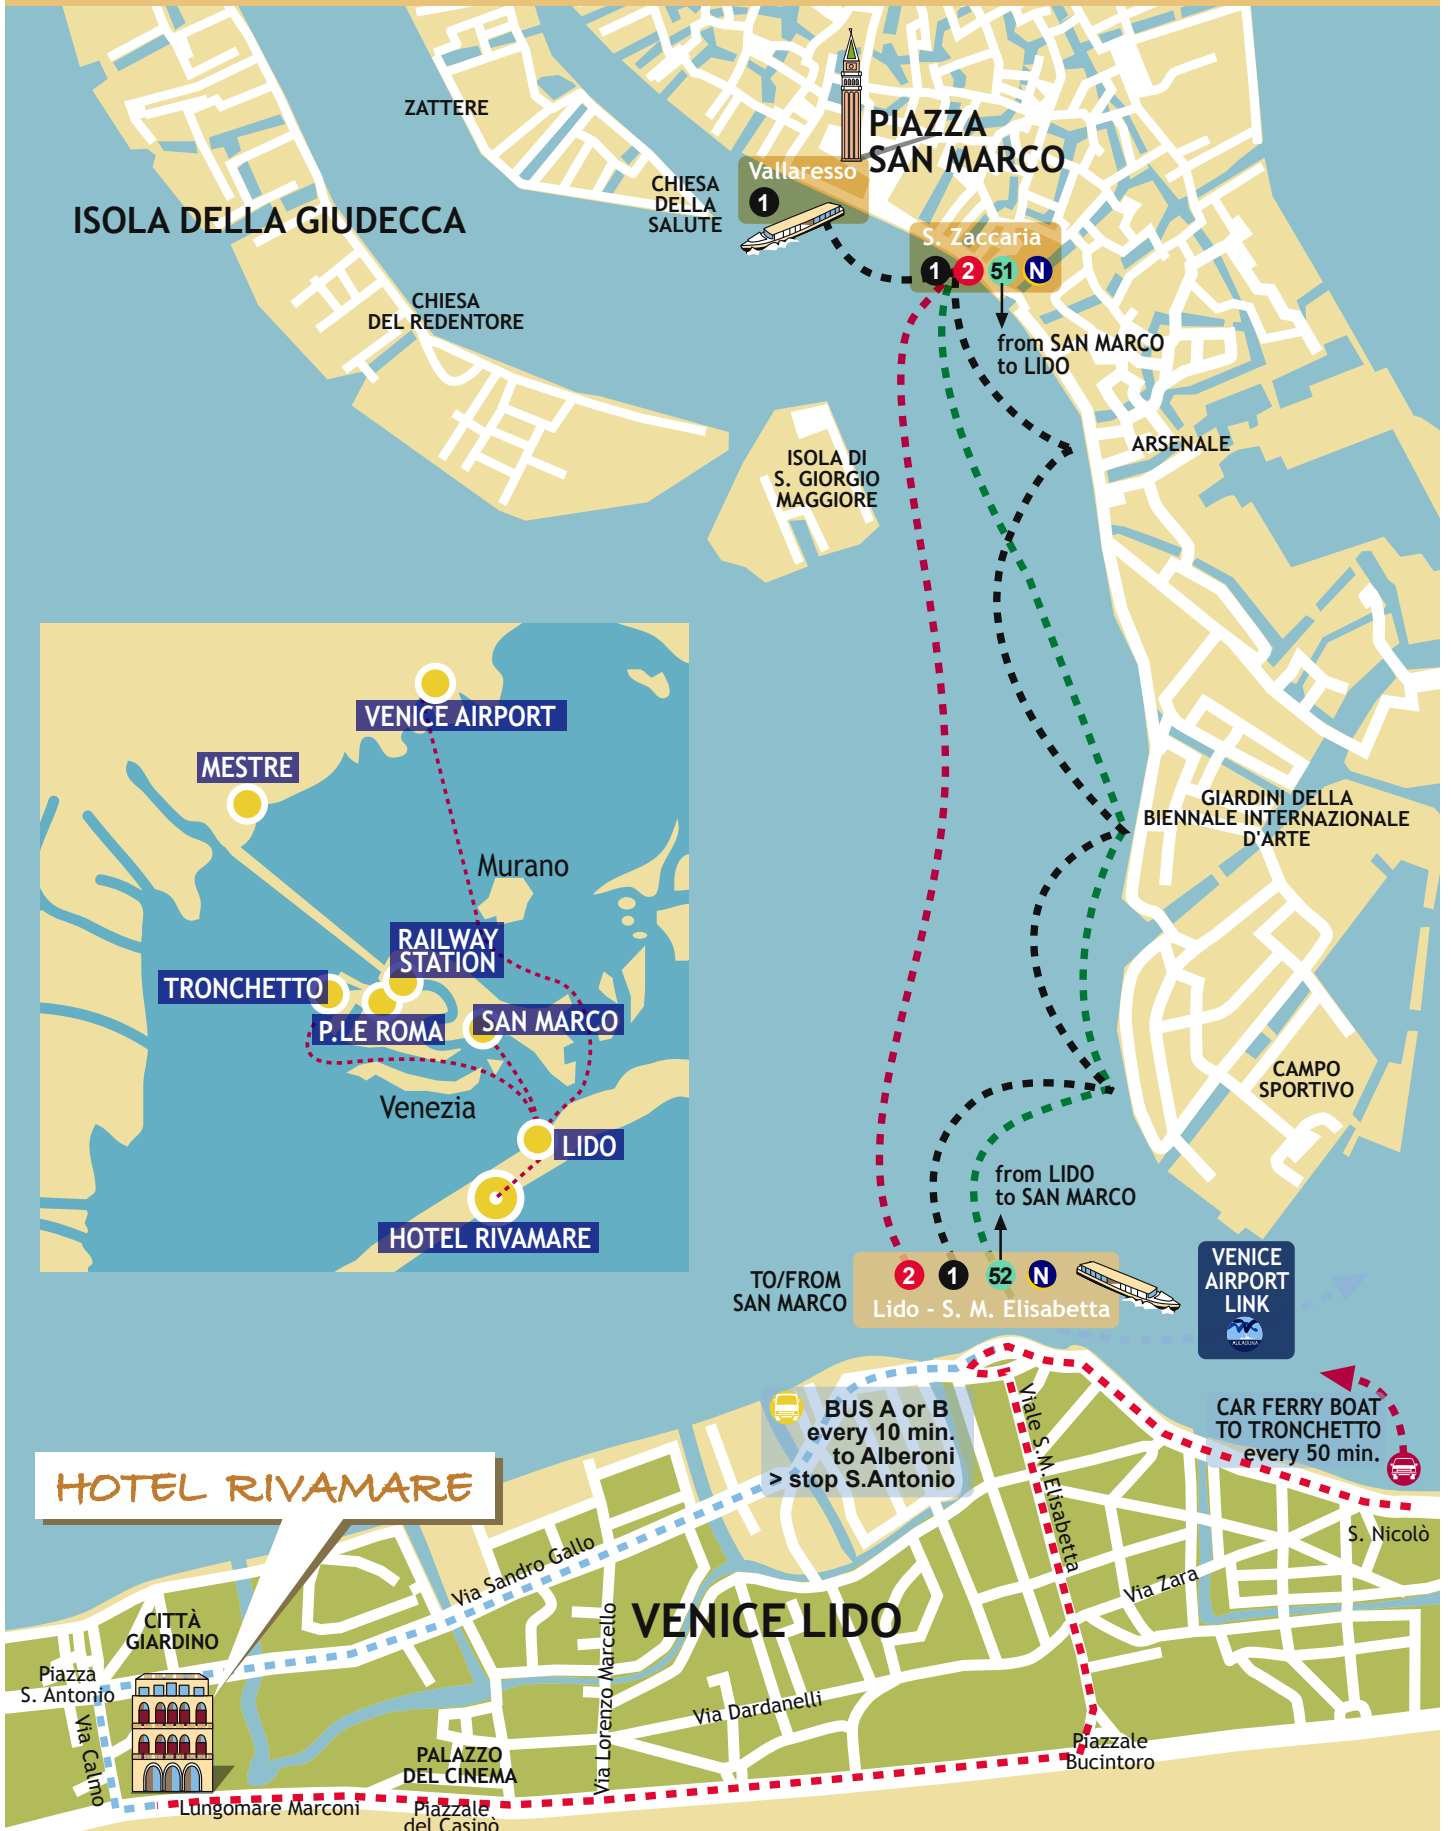 ZATTERE
PIAZZA
SAN MARCO
Vallaresso
1
CHIESA
DELLA
SALUTE
ISOLA DELLA GIUDECCA
S. Zaccaria
1 2 51 N
CHIESA
DEL REDENTORE
from SAN MARCO
to LIDO
ARSENALE
ISOLA DI
S. GIORGIO
MAGGIORE
VENICE AIRPORT
MESTRE
Murano
RAILWAY
STATION
TRONCHETTO
P.LE ROMA
SAN MARCO
Venezia
LIDO
HOTEL RIVAMARE
GIARDINI DELLA
BIENNALE INTERNAZIONALE
D'ARTE
CAMPO
SPORTIVO
from LIDO
to SAN MARCO
TO/FROM
SAN MARCO
2 1 52 N
Lido - S. M. Elisabetta
VENICE
AIRPORT
LINK
ALILAGUNA
BUS A or B
every 10 min.
to Alberoni
> stop S.Antonio
Viale S.M. Elisabetta
CAR FERRY BOAT
TO TRONCHETTO
every 50 min.
HOTEL RIVAMARE
S. Nicolò
Via Sandro Gallo
Via Zara
VENICE LIDO
CITTÀ
GIARDINO
Via Lorenzo Marcello
Piazza
S. Antonio
Via Calmo
Via Dardanelli
PALAZZO
DEL CINEMA
Piazzale
Bucintoro
Lungomare Marconi
Piazzale
del Casinò